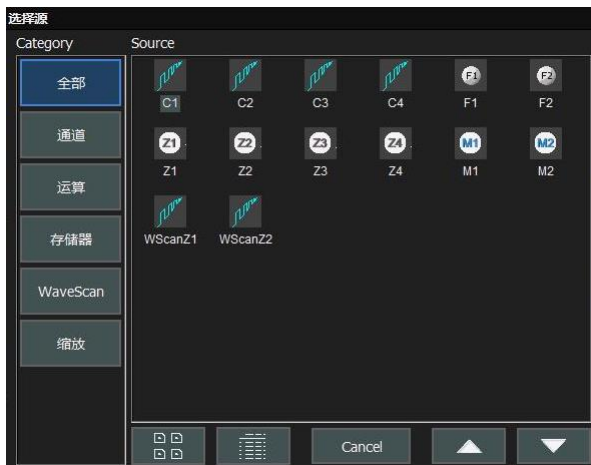 选择源
Category Source
全部
通道
运算
存储器
WaveScan
缩放
C1 C2 C3 C4 F1 F2
Z1 Z2 Z3 Z4 M1 M2
Z1 Z2 Z3 Z4 M1 M2
WScanZ1 WScanZ2
Cancel